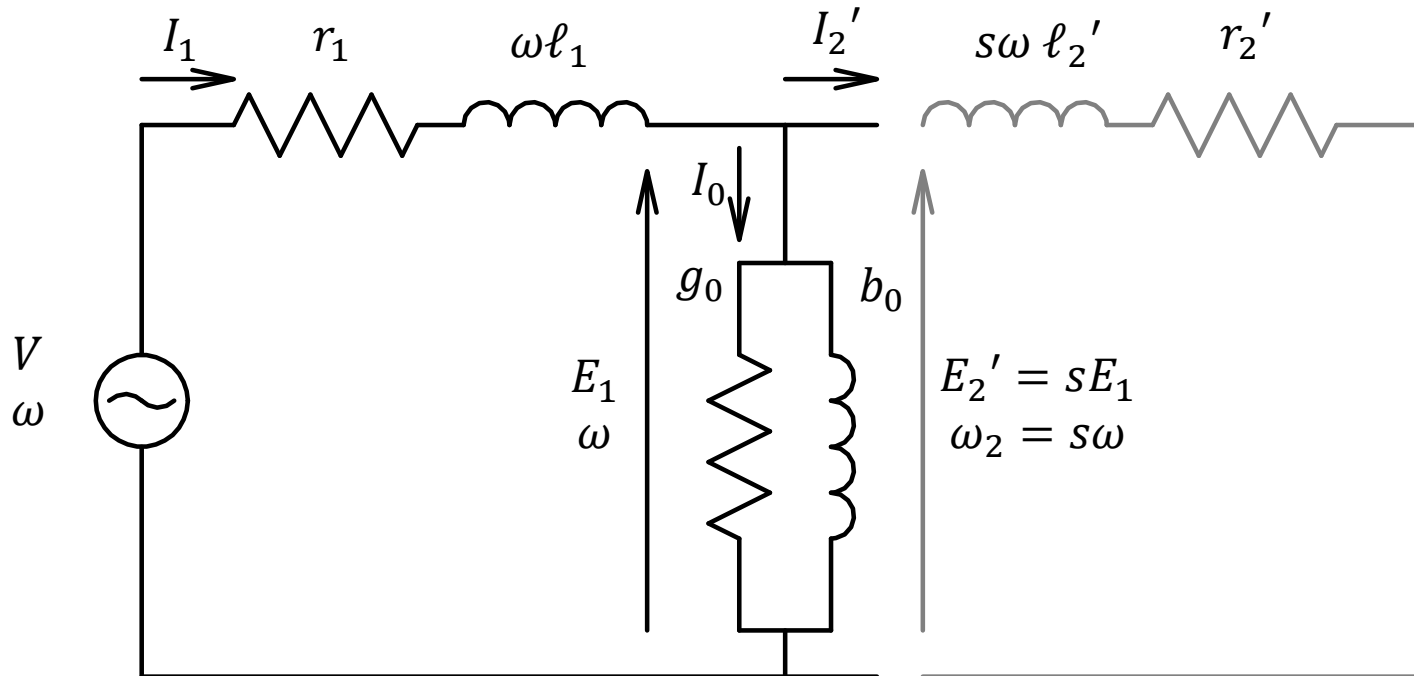 I₁
r₁
ωℓ₁
I₂′
sω ℓ₂′
r₂′
I₀
g₀
b₀
V
ω
E₁
ω
E₂′ = sE₁
ω₂ = sω